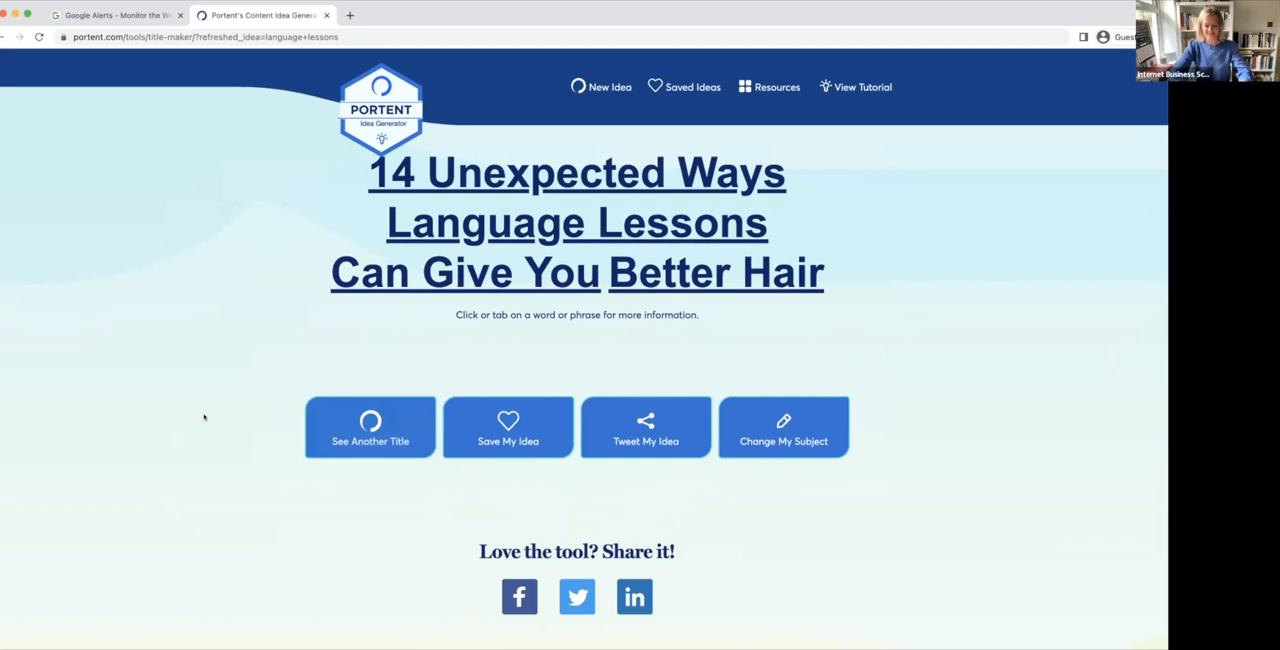 Google Alerts - Monitor the We
Portent's Content Idea Genera
portent.com/tools/title-maker/?refreshed_idea=language+lessons
Guest
Internet Business Sc...
PORTENT
Idea Generator
New Idea
Saved Ideas
Resources
View Tutorial
14 Unexpected Ways
Language Lessons
Can Give You Better Hair
Click or tab on a word or phrase for more information.
See Another Title
Save My Idea
Tweet My Idea
Change My Subject
Love the tool? Share it!
f
in